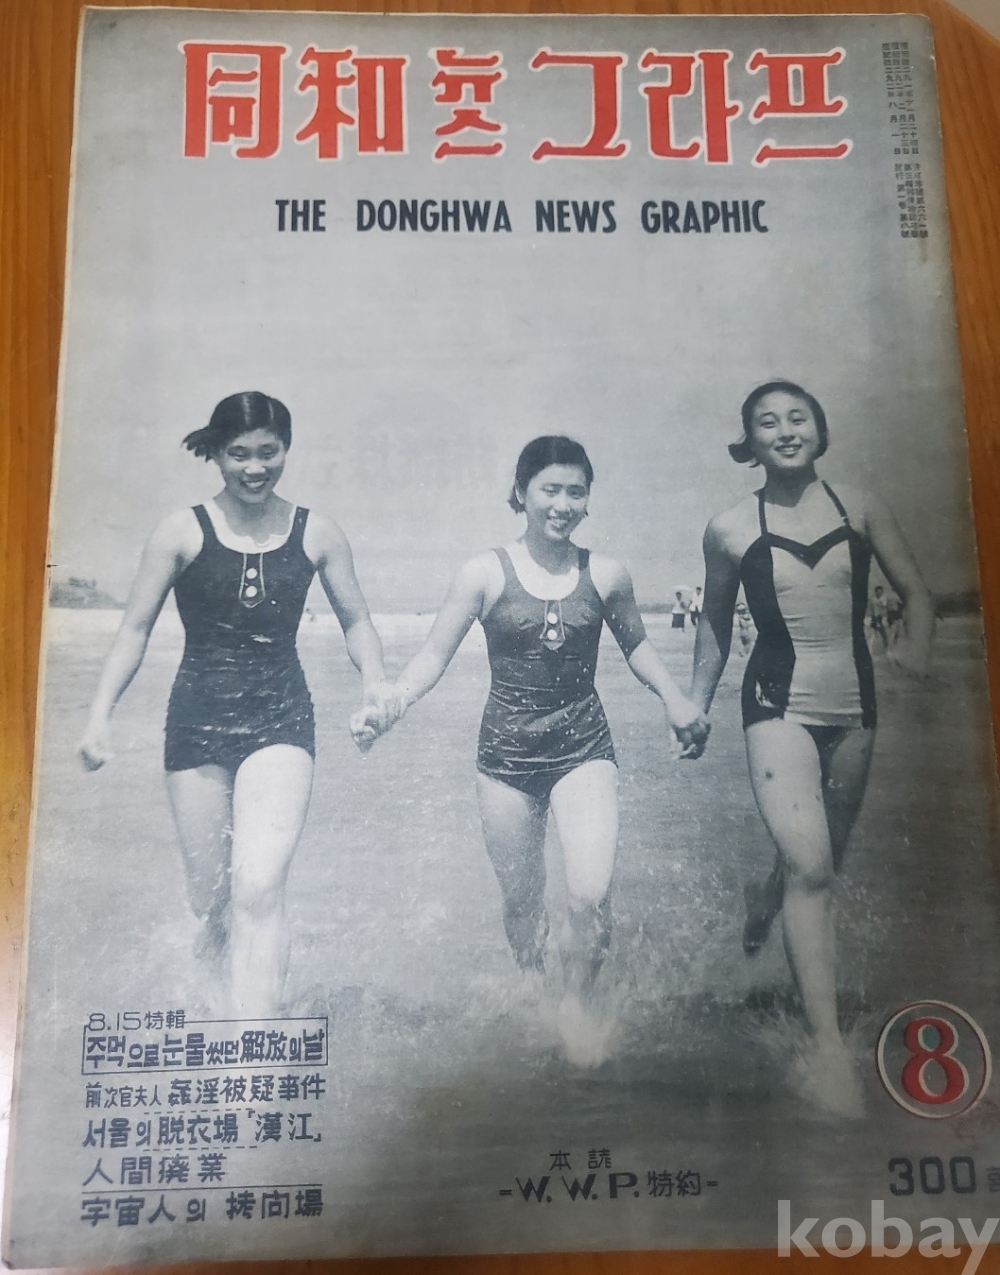 同和뉴스그라프
THE DONGHWA NEWS GRAPHIC
8.15特輯
주먹으로눈물씻던解放의날
前次官夫人姦淫被疑事件
서울의脱衣場「漢江」
人間廃業
宇宙人의拷問場
本誌
-W.W.P.特約-
8
300
kobay